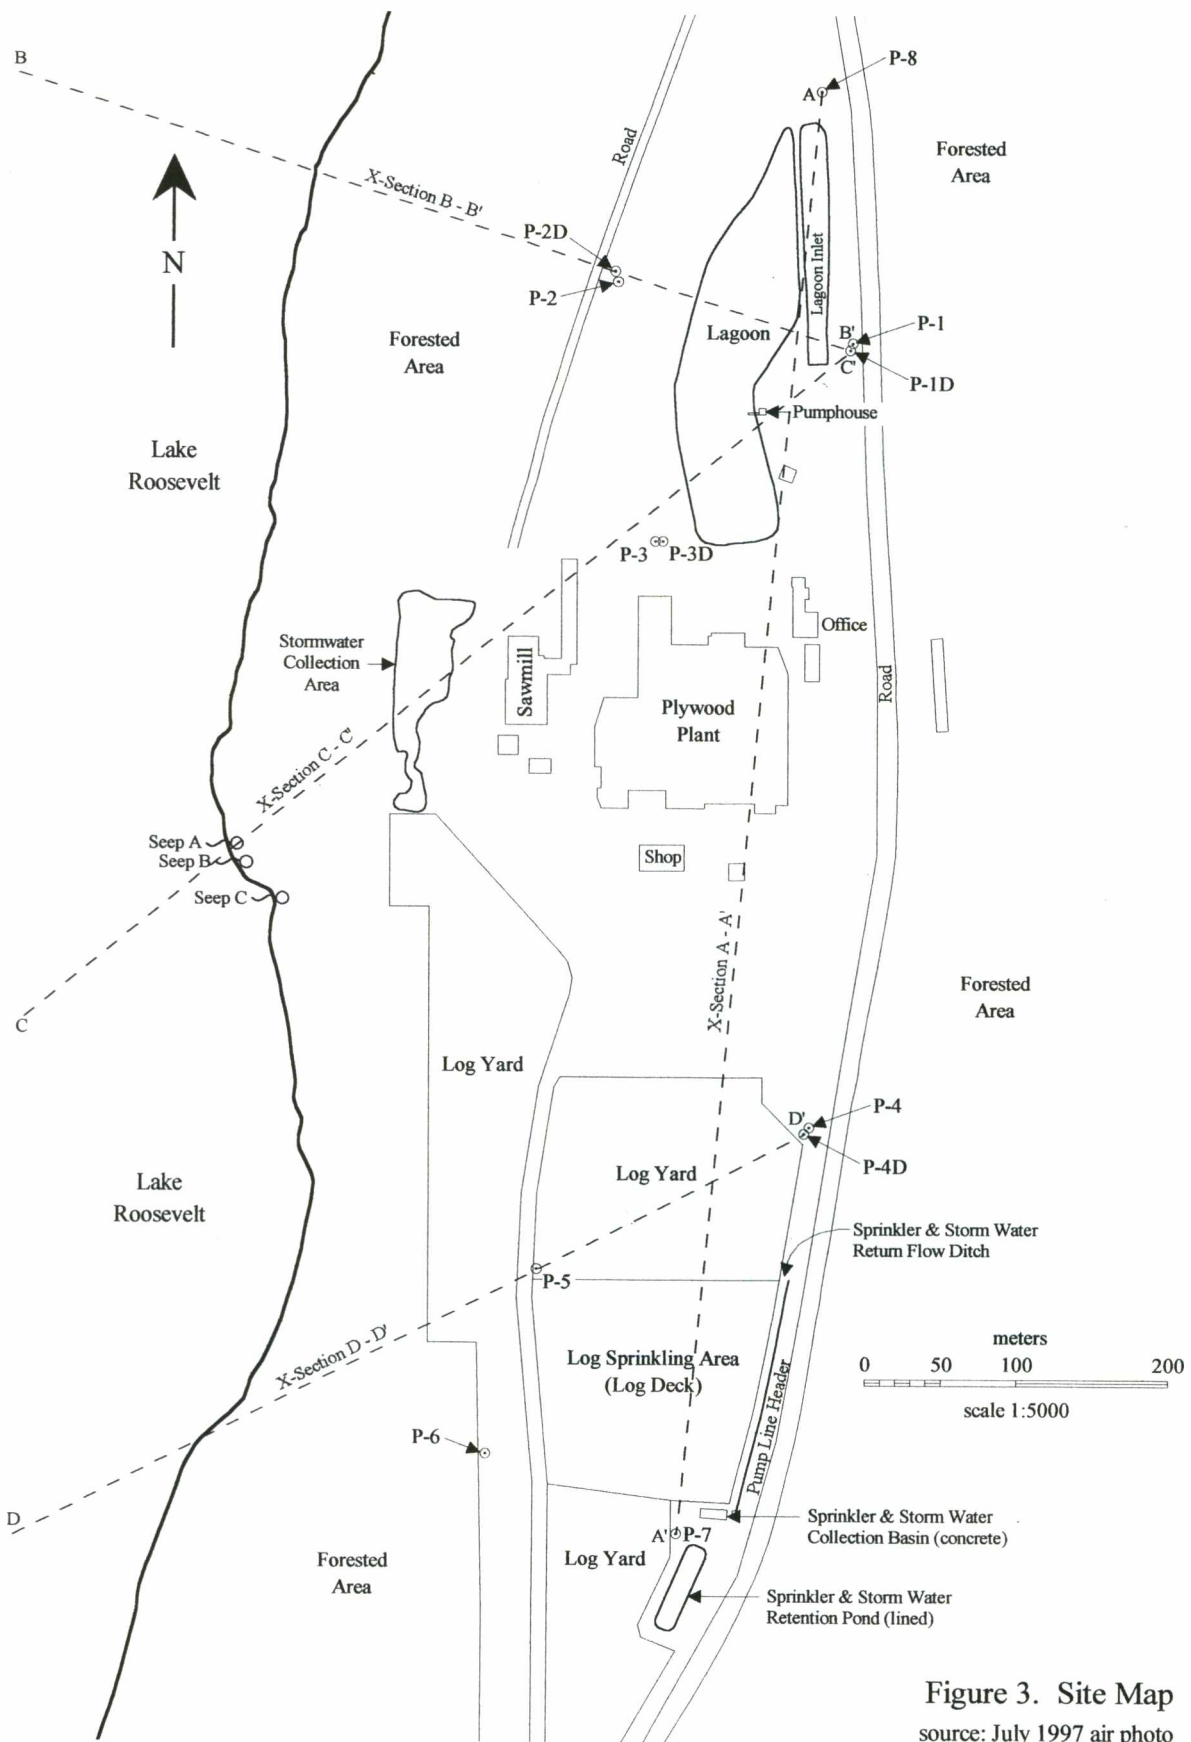 B
P-8
A
Road
Forested
Area
X-Section B - B'
N
P-2D
P-2
Lagoon Inlet
Forested
Area
Lagoon
B'
P-1
C'
P-1D
Pumphouse
Lake
Roosevelt
P-3
P-3D
Office
Stormwater
Collection
Area
Sawmill
Road
Plywood
Plant
X-Section C - C'
Seep A
Seep B
Seep C
Shop
X-Section A - A'
Forested
Area
C
Log Yard
D'
P-4
P-4D
Log Yard
Lake
Roosevelt
Sprinkler & Storm Water
Return Flow Ditch
P-5
meters
0 50 100 200
scale 1:5000
X-Section D - D'
Log Sprinkling Area
(Log Deck)
Pump Line Header
P-6
D
Sprinkler & Storm Water
Collection Basin (concrete)
A'
P-7
Log Yard
Forested
Area
Sprinkler & Storm Water
Retention Pond (lined)
Figure 3. Site Map
source: July 1997 air photo